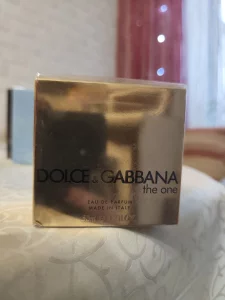 DOLCE & GABBANA
the one
EAU DE PARFUM
MADE IN ITALY